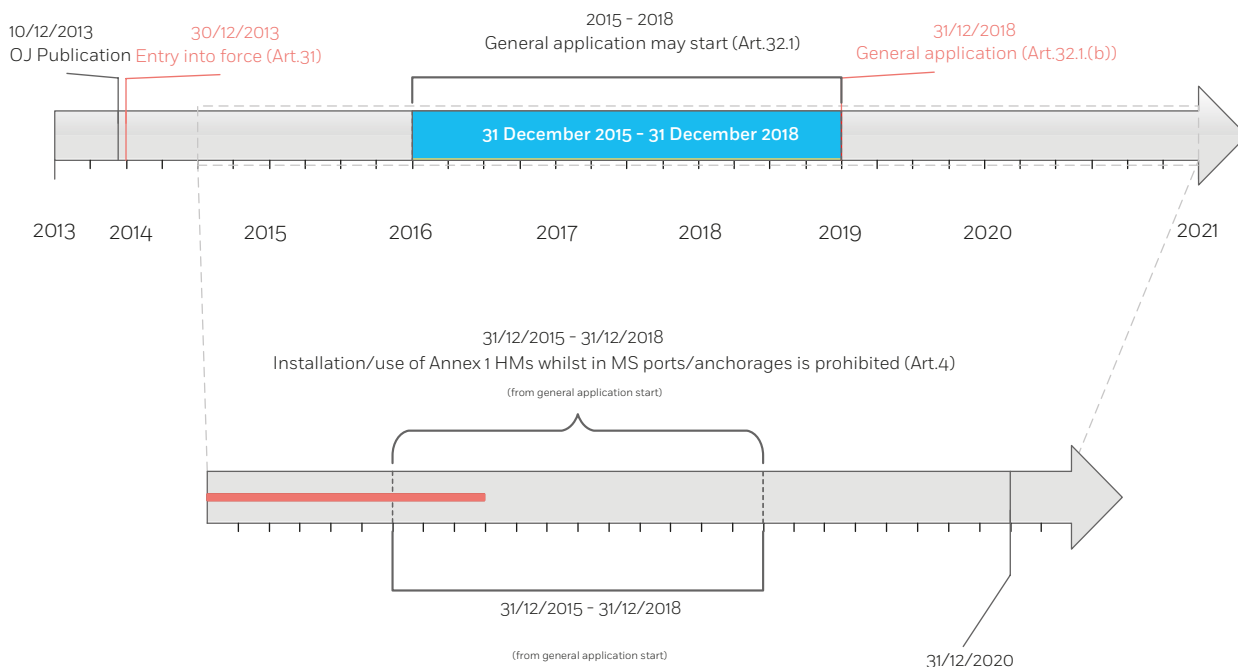 10/12/2013
OJ Publication
30/12/2013
Entry into force (Art.31)
2015 - 2018
General application may start (Art.32.1)
31/12/2018
General application (Art.32.1.(b))
31 December 2015 - 31 December 2018
2013 2014 2015 2016 2017 2018 2019 2020 2021
31/12/2015 - 31/12/2018
Installation/use of Annex 1 HMs whilst in MS ports/anchorages is prohibited (Art.4)
(from general application start)
31/12/2015 - 31/12/2018
(from general application start)
31/12/2020